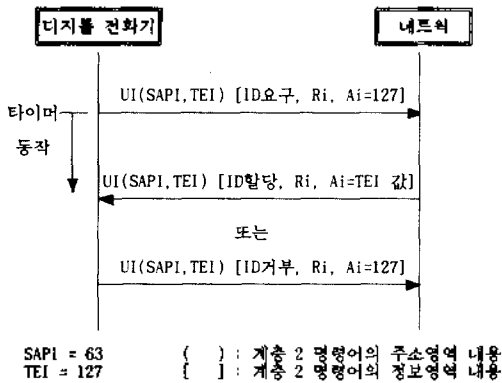 디지틀 전화기
네트웍
UI(SAPI,TEI) [ID요구, Ri, Ai=127]
타이머
동작
UI(SAPI,TEI) [ID할당, Ri, Ai=TEI 값]
또는
UI(SAPI,TEI) [ID거부, Ri, Ai=127]
SAPI = 63 ( ) : 계층 2 명령어의 주소영역 내용
TEI = 127 [ ] : 계층 2 명령어의 정보영역 내용